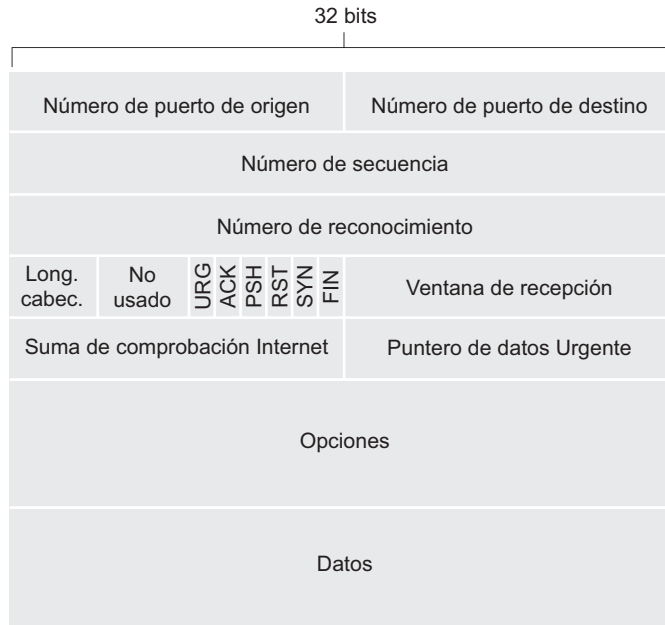 32 bits
Número de puerto de origen
Número de puerto de destino
Número de secuencia
Número de reconocimiento
Long.
cabec.
No
usado
URG
ACK
PSH
RST
SYN
FIN
Ventana de recepción
Suma de comprobación Internet
Puntero de datos Urgente
Opciones
Datos